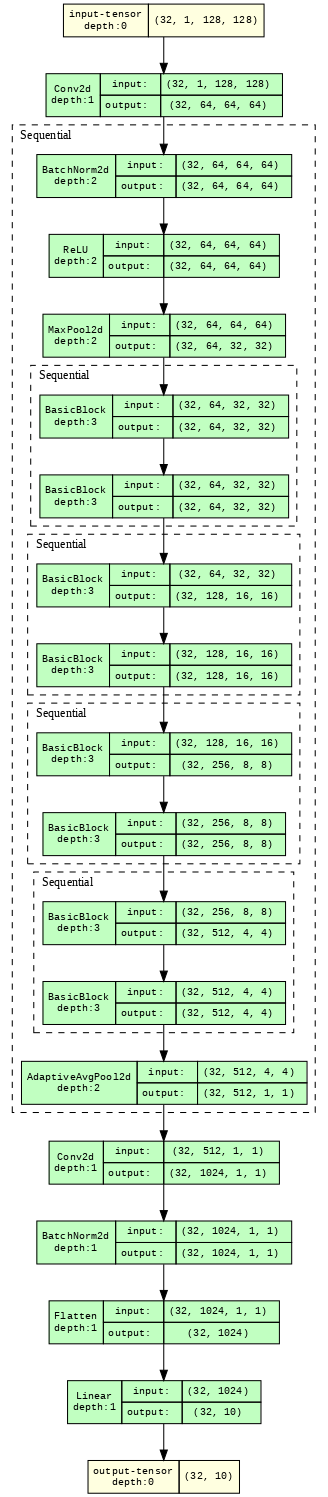 input-tensor
depth:0
(32, 1, 128, 128)
Conv2d
depth:1
input:
(32, 1, 128, 128)
output:
(32, 64, 64, 64)
Sequential
BatchNorm2d
depth:2
input:
(32, 64, 64, 64)
output:
(32, 64, 64, 64)
ReLU
depth:2
input:
(32, 64, 64, 64)
output:
(32, 64, 64, 64)
MaxPool2d
depth:2
input:
(32, 64, 64, 64)
output:
(32, 64, 32, 32)
Sequential
BasicBlock
depth:3
input:
(32, 64, 32, 32)
output:
(32, 64, 32, 32)
BasicBlock
depth:3
input:
(32, 64, 32, 32)
output:
(32, 64, 32, 32)
Sequential
BasicBlock
depth:3
input:
(32, 64, 32, 32)
output:
(32, 128, 16, 16)
BasicBlock
depth:3
input:
(32, 128, 16, 16)
output:
(32, 128, 16, 16)
Sequential
BasicBlock
depth:3
input:
(32, 128, 16, 16)
output:
(32, 256, 8, 8)
BasicBlock
depth:3
input:
(32, 256, 8, 8)
output:
(32, 256, 8, 8)
Sequential
BasicBlock
depth:3
input:
(32, 256, 8, 8)
output:
(32, 512, 4, 4)
BasicBlock
depth:3
input:
(32, 512, 4, 4)
output:
(32, 512, 4, 4)
AdaptiveAvgPool2d
depth:2
input:
(32, 512, 4, 4)
output:
(32, 512, 1, 1)
Conv2d
depth:1
input:
(32, 512, 1, 1)
output:
(32, 1024, 1, 1)
BatchNorm2d
depth:1
input:
(32, 1024, 1, 1)
output:
(32, 1024, 1, 1)
Flatten
depth:1
input:
(32, 1024, 1, 1)
output:
(32, 1024)
Linear
depth:1
input:
(32, 1024)
output:
(32, 10)
output-tensor
depth:0
(32, 10)